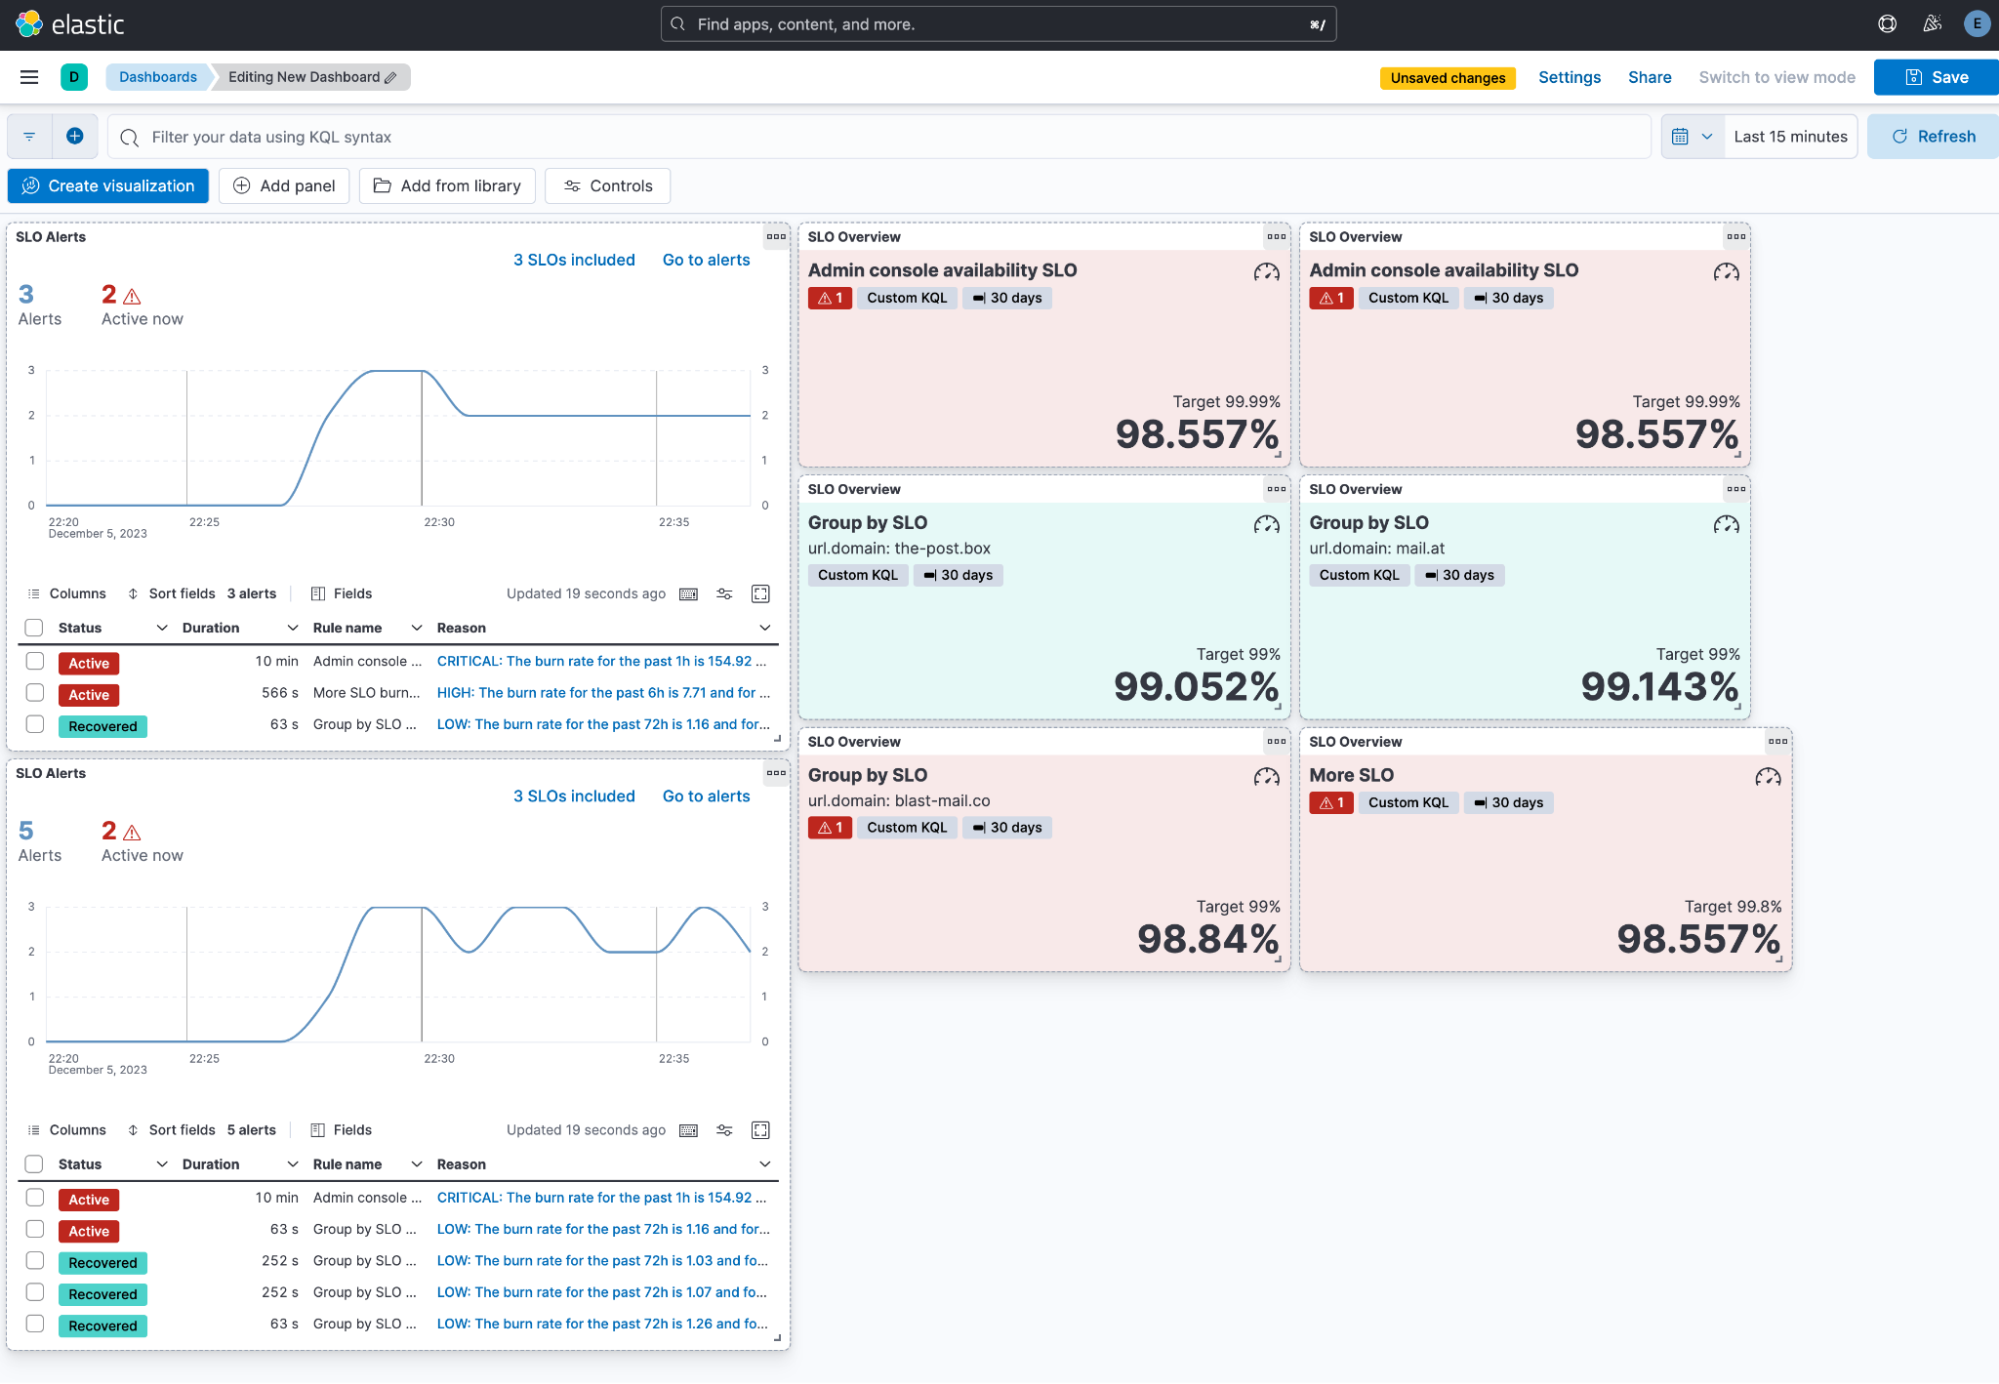 elastic
Find apps, content, and more.
⌘/
E
D
Dashboards
Editing New Dashboard
Unsaved changes
Settings
Share
Switch to view mode
Save
Filter your data using KQL syntax
Last 15 minutes
Refresh
Create visualization
Add panel
Add from library
Controls
SLO Alerts
3 SLOs included
Go to alerts
3
Alerts
2
Active now
3
2
1
0
3
2
1
0
22:20
December 5, 2023
22:25
22:30
22:35
Columns
Sort fields
3 alerts
Fields
Updated 19 seconds ago
Status Duration Rule name Reason
Active 10 min Admin console ... CRITICAL: The burn rate for the past 1h is 154.92 ...
Active 566 s More SLO burn... HIGH: The burn rate for the past 6h is 7.71 and for ...
Recovered 63 s Group by SLO ... LOW: The burn rate for the past 72h is 1.16 and for...
SLO Alerts
3 SLOs included
Go to alerts
5
Alerts
2
Active now
3
2
1
0
3
2
1
0
22:20
December 5, 2023
22:25
22:30
22:35
Columns
Sort fields
5 alerts
Fields
Updated 19 seconds ago
Status Duration Rule name Reason
Active 10 min Admin console ... CRITICAL: The burn rate for the past 1h is 154.92 ...
Active 63 s Group by SLO ... LOW: The burn rate for the past 72h is 1.16 and for...
Recovered 252 s Group by SLO ... LOW: The burn rate for the past 72h is 1.03 and fo...
Recovered 252 s Group by SLO ... LOW: The burn rate for the past 72h is 1.07 and fo...
Recovered 63 s Group by SLO ... LOW: The burn rate for the past 72h is 1.26 and fo...
SLO Overview
Admin console availability SLO
1 Custom KQL 30 days
Target 99.99%
98.557%
SLO Overview
Admin console availability SLO
1 Custom KQL 30 days
Target 99.99%
98.557%
SLO Overview
Group by SLO
url.domain: the-post.box
Custom KQL 30 days
Target 99%
99.052%
SLO Overview
Group by SLO
url.domain: mail.at
Custom KQL 30 days
Target 99%
99.143%
SLO Overview
Group by SLO
url.domain: blast-mail.co
1 Custom KQL 30 days
Target 99%
98.84%
SLO Overview
More SLO
1 Custom KQL 30 days
Target 99.8%
98.557%